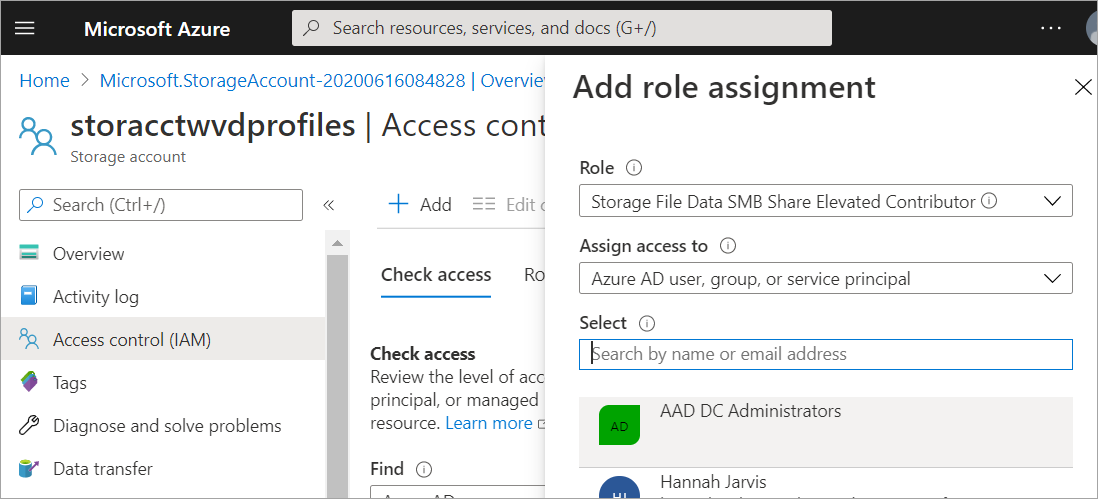 Microsoft Azure
Search resources, services, and docs (G+/)
Home > Microsoft.StorageAccount-20200616084828 | Overvie
storacctwvdprofiles | Access cont
Storage account
Search (Ctrl+/)
«
Add
Edit c
Overview
Activity log
Access control (IAM)
Tags
Diagnose and solve problems
Data transfer
Check access
Ro
Check access
Review the level of acc
principal, or managed
resource. Learn more
Find
Add role assignment
Role
Storage File Data SMB Share Elevated Contributor
Assign access to
Azure AD user, group, or service principal
Select
Search by name or email address
AD
AAD DC Administrators
HJ
Hannah Jarvis